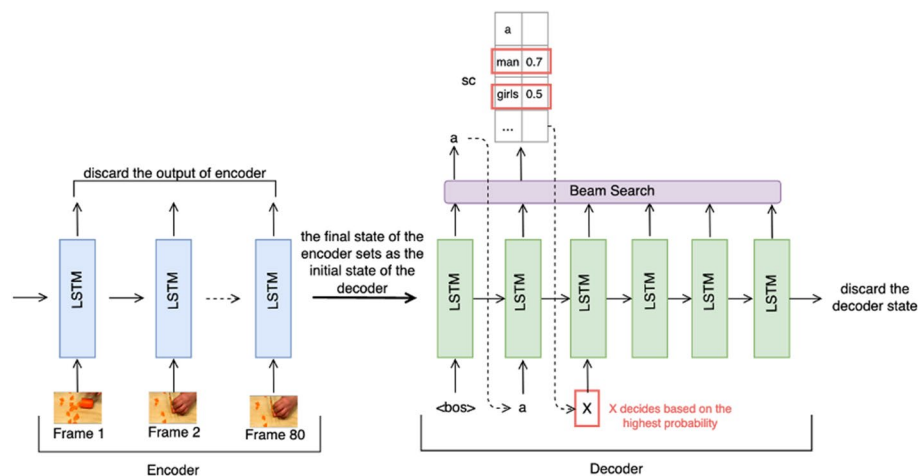 a
man 0.7
sc
girls 0.5
...
a
discard the output of encoder
Beam Search
the final state of the
encoder sets as the
initial state of the
decoder
LSTM
LSTM
LSTM
LSTM
LSTM
LSTM
LSTM
LSTM
LSTM
discard the
decoder state
<bos>
a
X
X decides based on the
highest probability
Frame 1
Frame 2
Frame 80
Encoder
Decoder